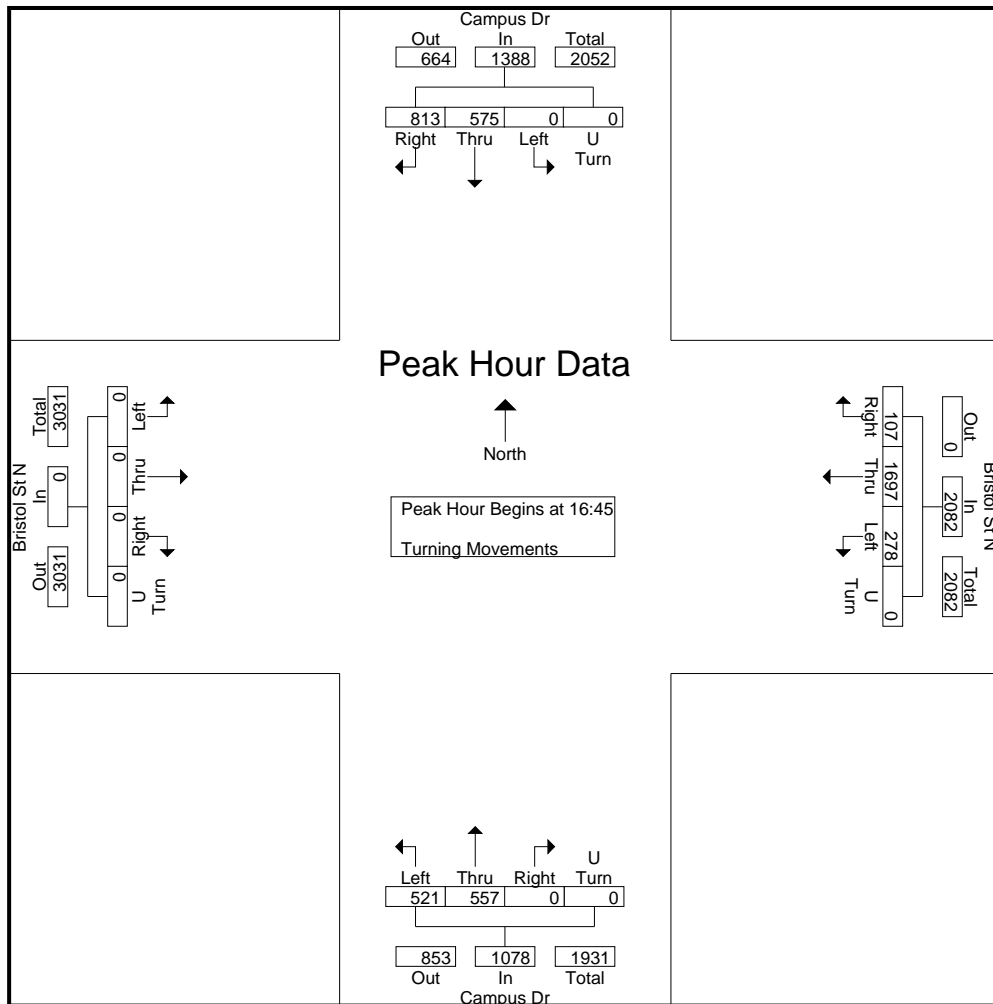 Campus Dr
Out In Total
664 1388 2052
813 575 0 0
Right Thru Left U Turn
Peak Hour Data
North
Peak Hour Begins at 16:45
Turning Movements
Bristol St N
Out In Total
3031 0 3031
0 0 0 0
Left Thru Right U Turn
Bristol St N
Out In Total
0 2082 2082
107 1697 278 0
Right Thru Left U Turn
Left Thru Right U Turn
521 557 0 0
853 1078 1931
Out In Total
Campus Dr